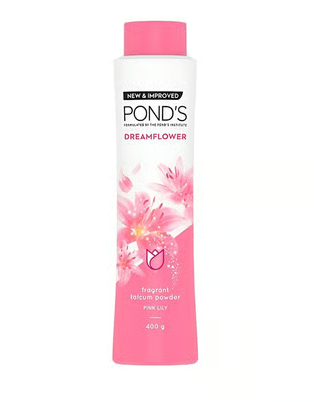 NEW & IMPROVED
POND'S
FORMULATED BY THE POND'S INSTITUTE
DREAMFLOWER
fragrant
talcum powder
PINK LILY
400 g